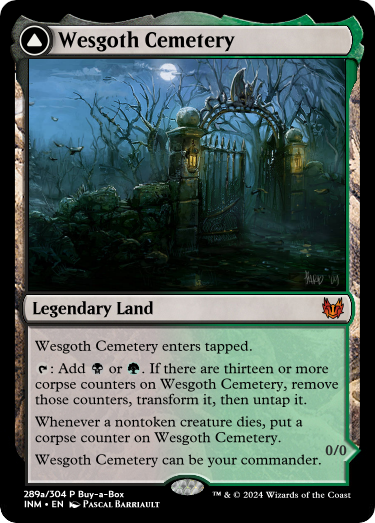 Wesgoth Cemetery
Legendary Land
Wesgoth Cemetery enters tapped.
: Add or . If there are thirteen or more
corpse counters on Wesgoth Cemetery, remove
those counters, transform it, then untap it.
Whenever a nontoken creature dies, put a
corpse counter on Wesgoth Cemetery.
Wesgoth Cemetery can be your commander.
0/0
289a/304 P Buy-a-Box
INM • EN Pascal Barriault
™ & © 2024 Wizards of the Coast